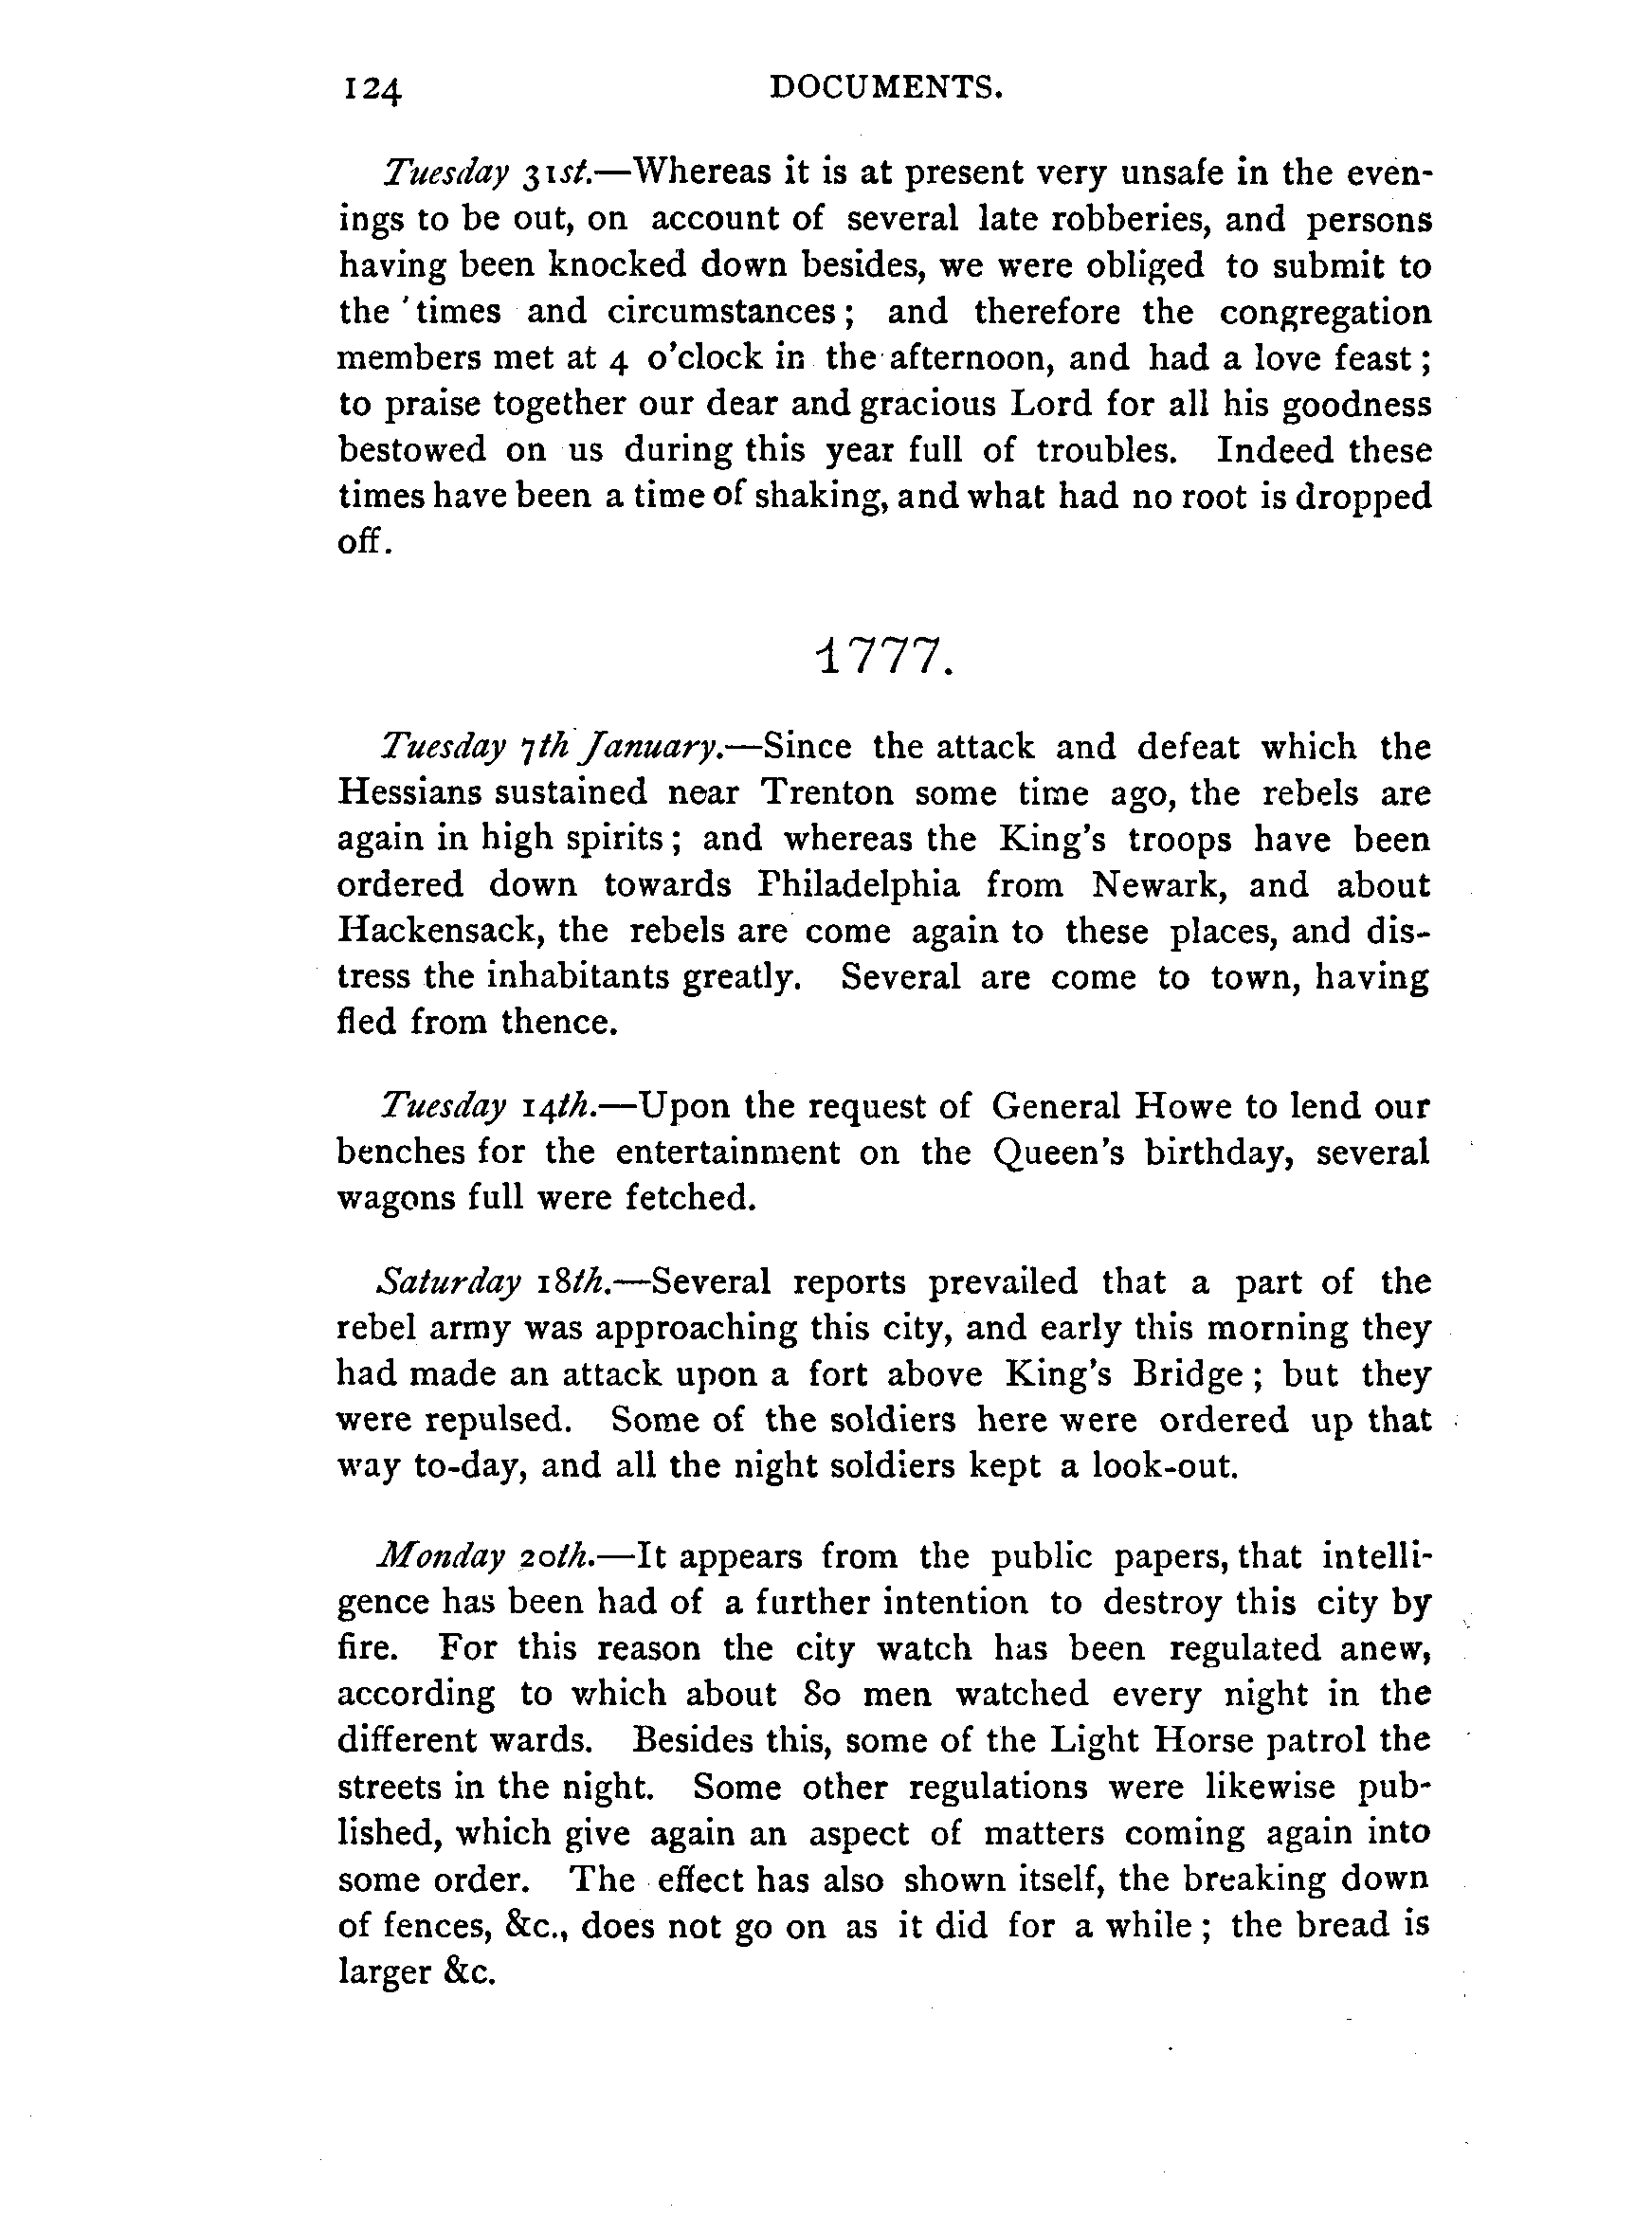 124 DOCUMENTS.
Tuesday 31st.—Whereas it is at present very unsafe in the even-
ings to be out, on account of several late robberies, and persons
having been knocked down besides, we were obliged to submit to
the 'times and circumstances; and therefore the congregation
members met at 4 o'clock in the afternoon, and had a love feast;
to praise together our dear and gracious Lord for all his goodness
bestowed on us during this year full of troubles. Indeed these
times have been a time of shaking, and what had no root is dropped
off.
1777.
Tuesday 7th January.—Since the attack and defeat which the
Hessians sustained near Trenton some time ago, the rebels are
again in high spirits; and whereas the King's troops have been
ordered down towards Philadelphia from Newark, and about
Hackensack, the rebels are come again to these places, and dis-
tress the inhabitants greatly. Several are come to town, having
fled from thence.
Tuesday 14th.—Upon the request of General Howe to lend our
benches for the entertainment on the Queen's birthday, several
wagons full were fetched.
Saturday 18th.—Several reports prevailed that a part of the
rebel army was approaching this city, and early this morning they
had made an attack upon a fort above King's Bridge; but they
were repulsed. Some of the soldiers here were ordered up that
way to-day, and all the night soldiers kept a look-out.
Monday 20th.—It appears from the public papers, that intelli-
gence has been had of a further intention to destroy this city by
fire. For this reason the city watch has been regulated anew,
according to which about 80 men watched every night in the
different wards. Besides this, some of the Light Horse patrol the
streets in the night. Some other regulations were likewise pub-
lished, which give again an aspect of matters coming again into
some order. The effect has also shown itself, the breaking down
of fences, &c., does not go on as it did for a while; the bread is
larger &c.